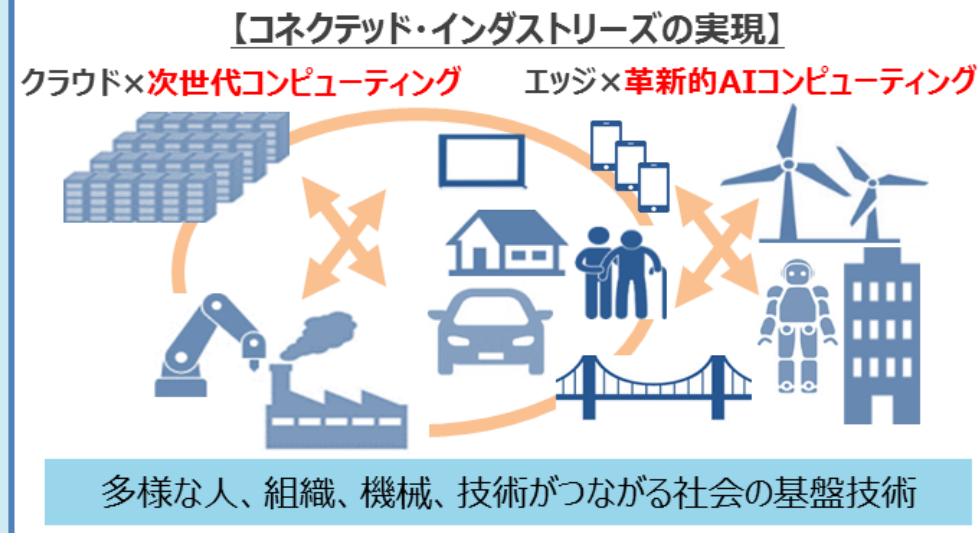 【コネクテッド・インダストリーズの実現】
クラウド×次世代コンピューティング
エッジ×革新的AIコンピューティング
多様な人、組織、機械、技術がつながる社会の基盤技術